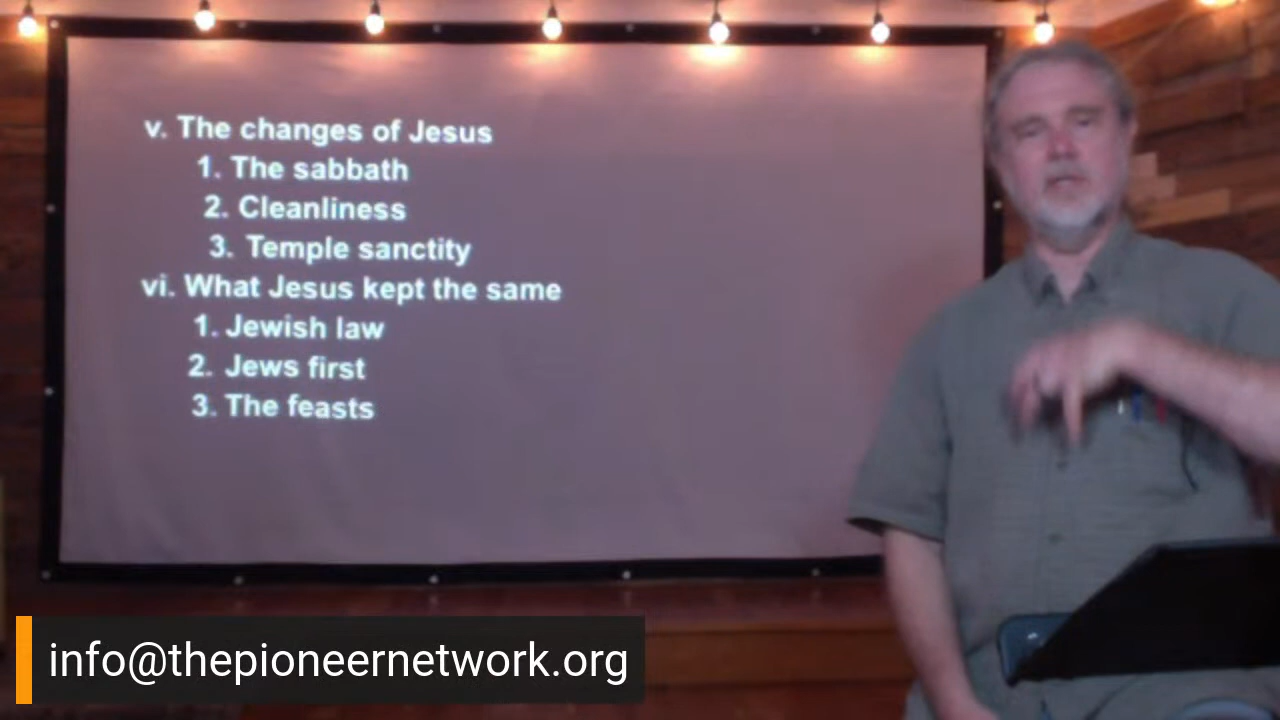 v. The changes of Jesus
1. The sabbath
2. Cleanliness
3. Temple sanctity
vi. What Jesus kept the same
1. Jewish law
2. Jews first
3. The feasts
info@thepioneernetwork.org